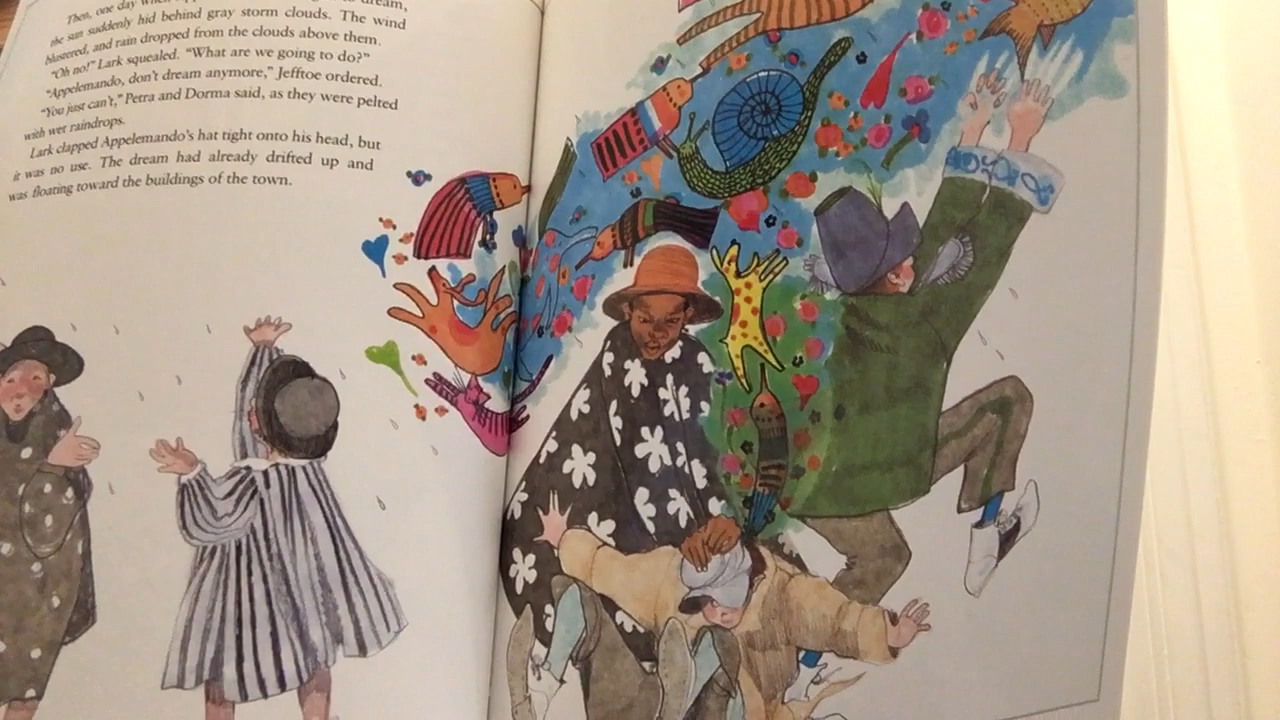 Then, one day when dream,
the sun suddenly hid behind gray storm clouds. The wind
blustered, and rain dropped from the clouds above them.
“Oh no!” Lark squealed. “What are we going to do?”
“Appelemando, don’t dream anymore,” Jefftoe ordered.
“You just can’t,” Petra and Dorma said, as they were pelted
with wet raindrops.
Lark clapped Appelemando’s hat tight onto his head, but
it was no use. The dream had already drifted up and
was floating toward the buildings of the town.